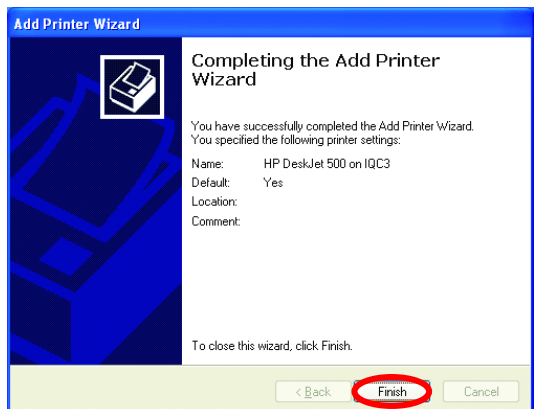 Add Printer Wizard
Completing the Add Printer
Wizard
You have successfully completed the Add Printer Wizard.
You specified the following printer settings:
Name: HP DeskJet 500 on IQC3
Default: Yes
Location:
Comment:
To close this wizard, click Finish.
< Back Finish Cancel